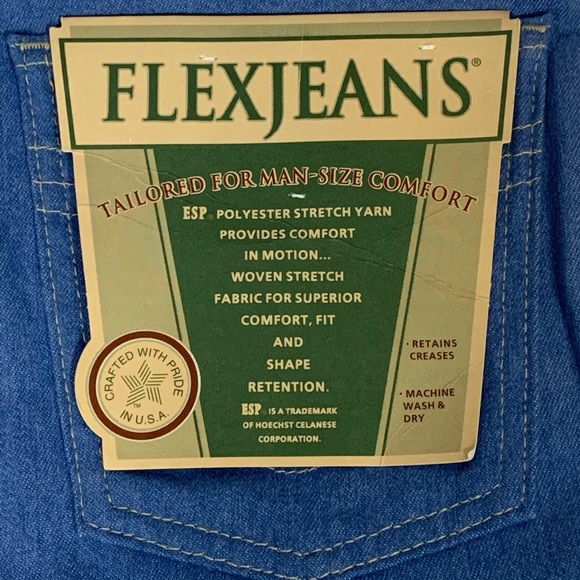 FLEXJEANS®
TAILORED FOR MAN-SIZE COMFORT
ESP® POLYESTER STRETCH YARN
PROVIDES COMFORT
IN MOTION...
WOVEN STRETCH
FABRIC FOR SUPERIOR
COMFORT, FIT
AND
SHAPE
RETENTION.
ESP® IS A TRADEMARK
OF HOECHST CELANESE
CORPORATION.
· RETAINS
CREASES
· MACHINE
WASH &
DRY
CRAFTED WITH PRIDE
IN U.S.A.
TM